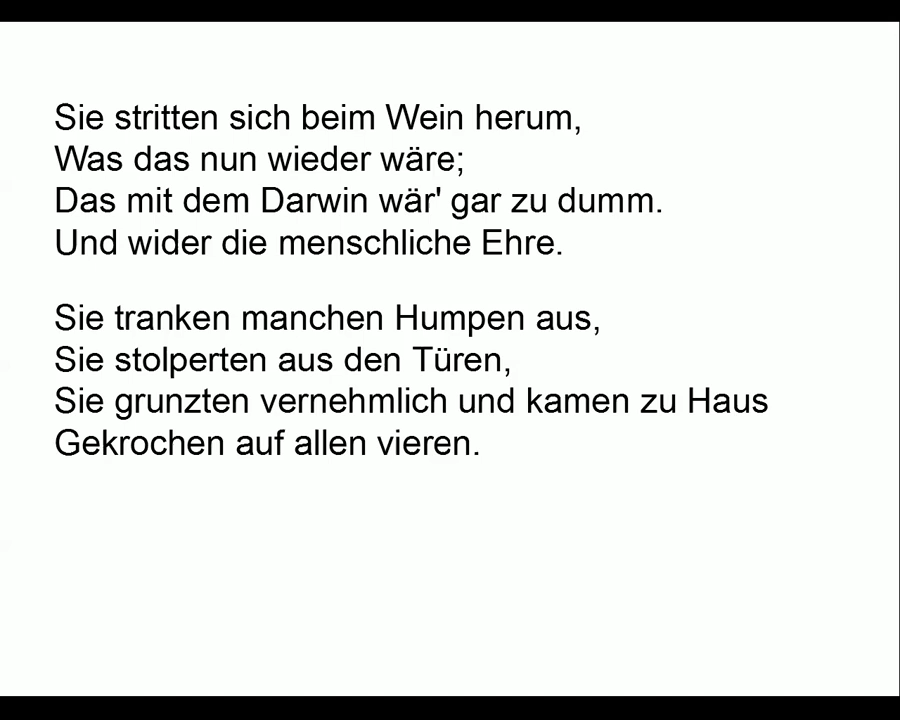 Sie stritten sich beim Wein herum,
Was das nun wieder wäre;
Das mit dem Darwin wär' gar zu dumm.
Und wider die menschliche Ehre.
Sie tranken manchen Humpen aus,
Sie stolperten aus den Türen,
Sie grunzten vernehmlich und kamen zu Haus
Gekrochen auf allen vieren.